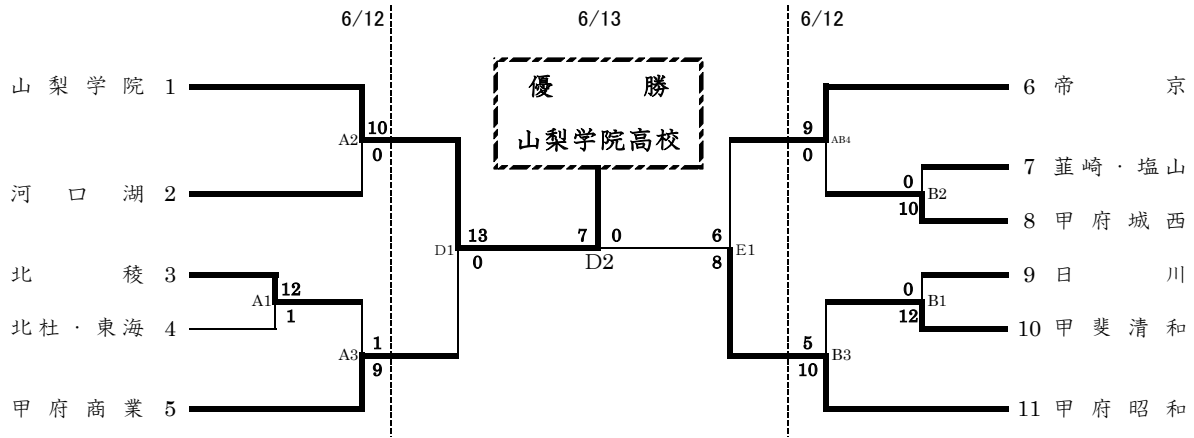 6/12 6/13 6/12
優 勝
山梨学院高校
山 梨 学 院 1
A2
10
0
河 口 湖 2
北 稜 3
A1
12
1
北杜・東海 4
A3
1
9
甲 府 商 業 5
D1
13
0
7 0
D2
6
8
E1
9
0
AB4
6 帝 京
7 韮崎・塩山
0
10
B2
8 甲 府 城 西
9 日 川
0
12
B1
10 甲 斐 清 和
5
10
B3
11 甲 府 昭 和